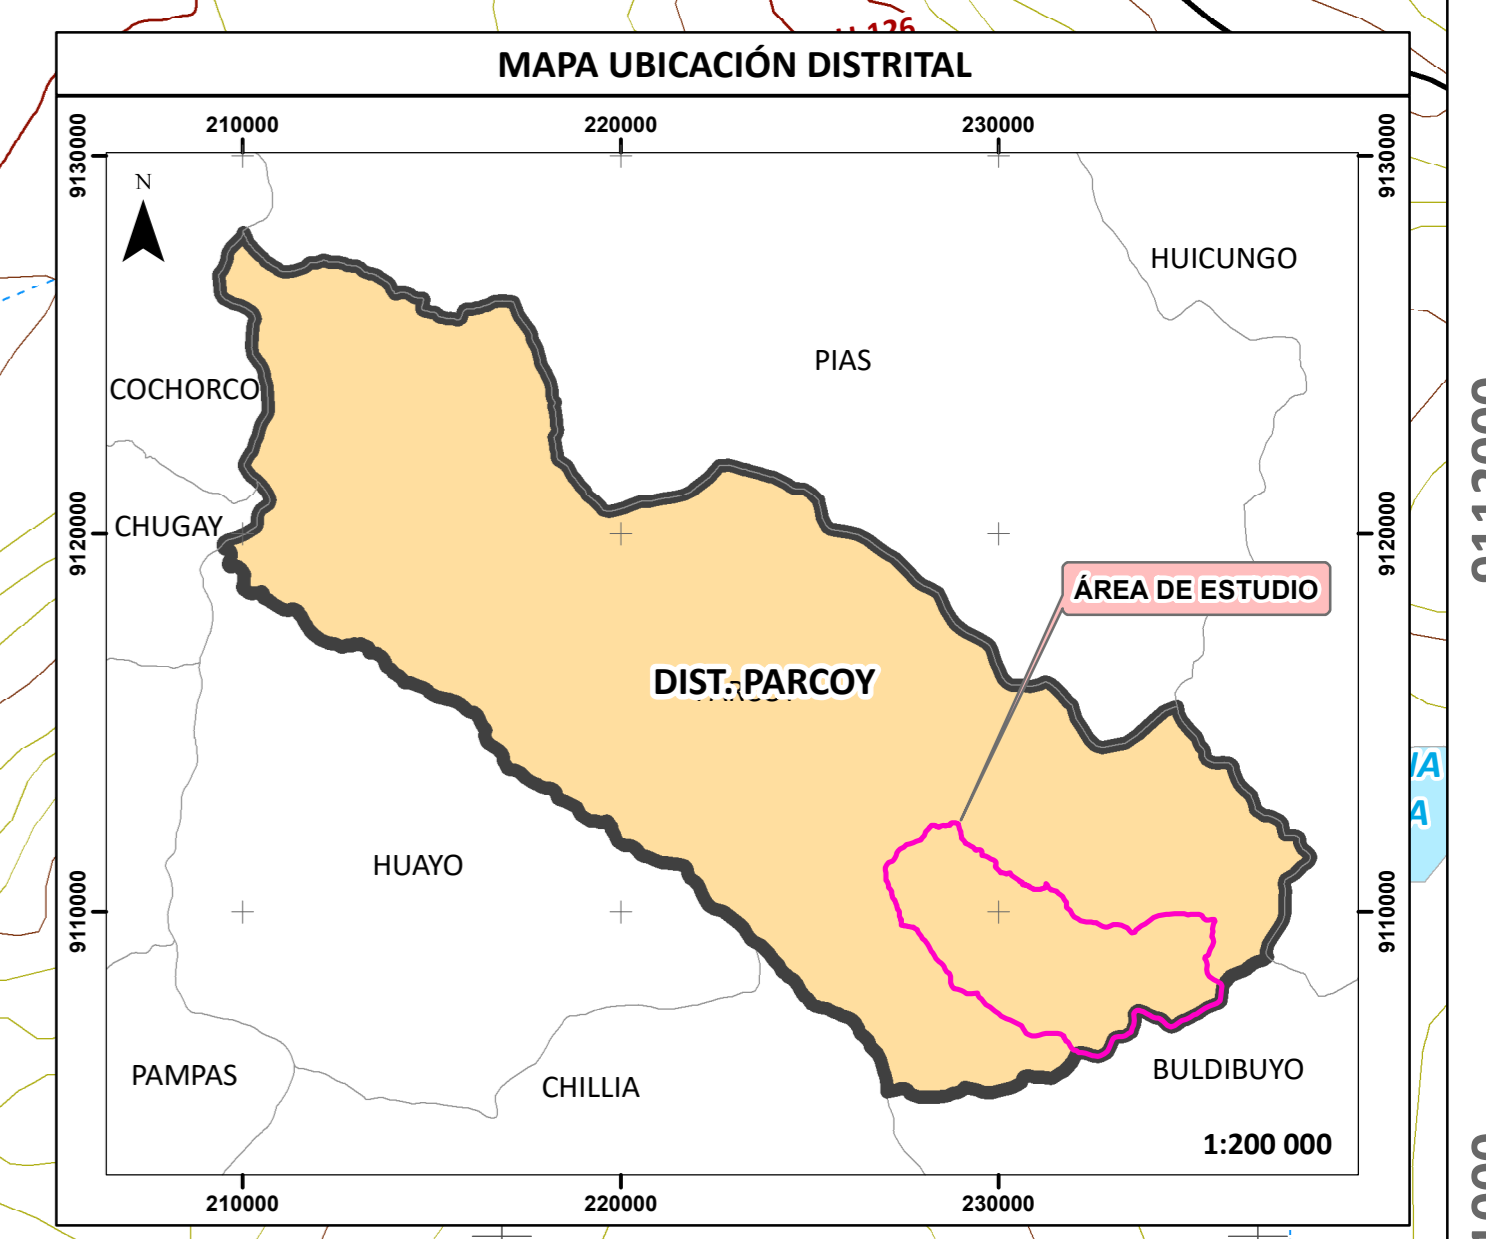 MAPA UBICACIÓN DISTRITAL
210000 220000 230000
9130000 9130000
N
HUICUNGO
PIAS
COCHORCO
CHUGAY
9120000 9120000
ÁREA DE ESTUDIO
DIST. PARCOY
HUAYO
9110000 9110000
PAMPAS
CHILLIA
BULDIBUYO
1:200 000
210000 220000 230000